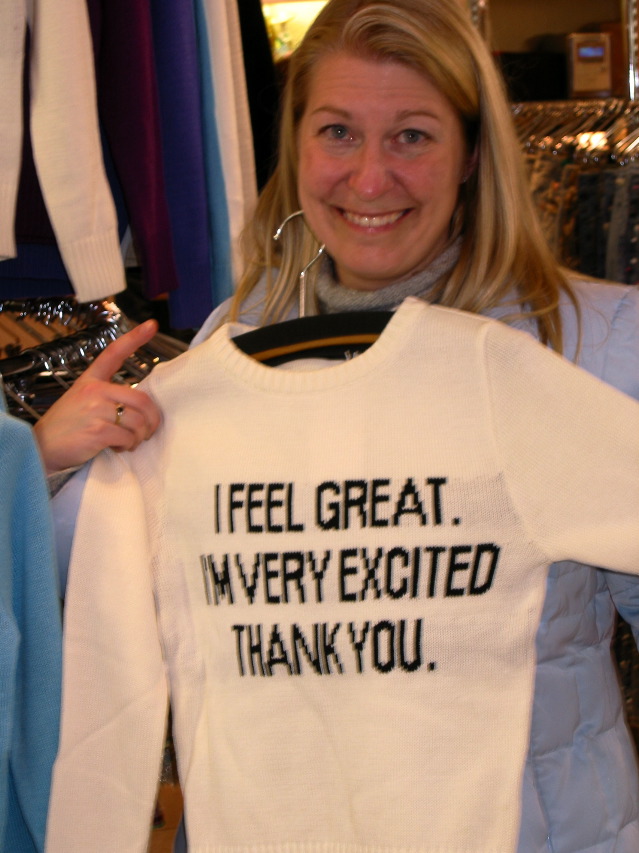 I FEEL GREAT.
I'M VERY EXCITED
THANK YOU.